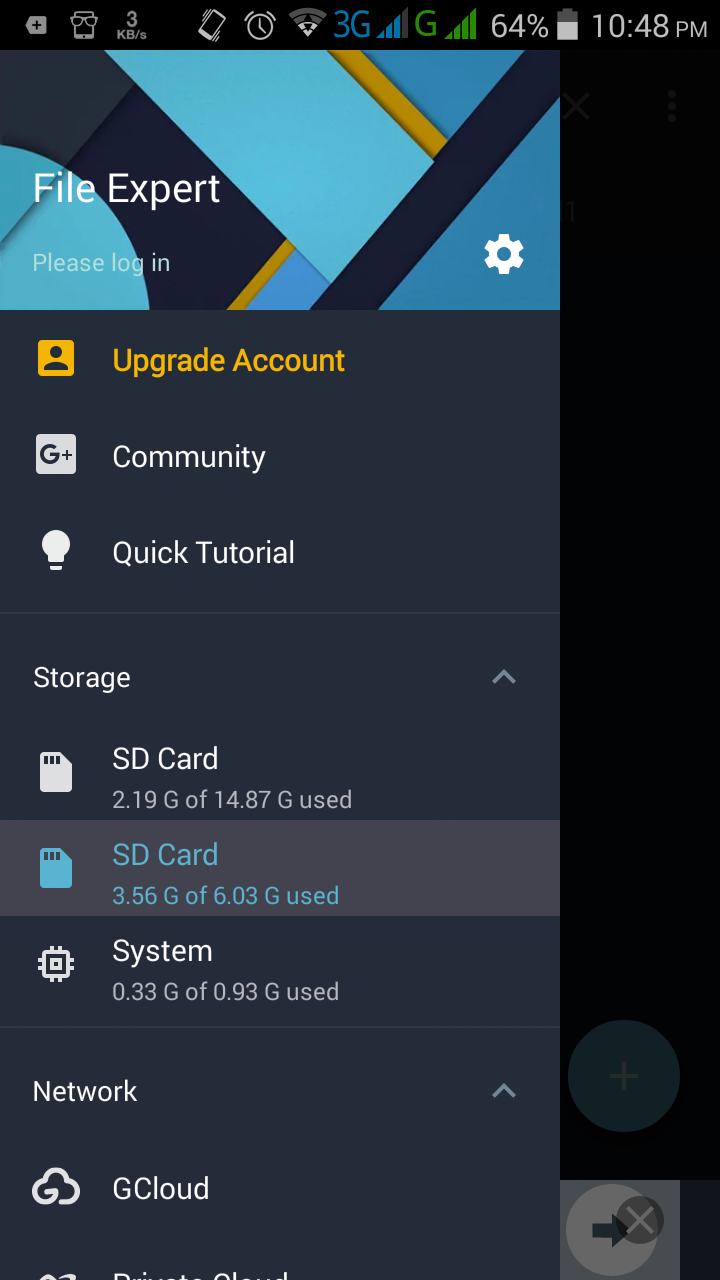 3 KB/s 3G G 64% 10:48 PM
File Expert
Please log in
Upgrade Account
G+ Community
Quick Tutorial
Storage
SD Card
2.19 G of 14.87 G used
SD Card
3.56 G of 6.03 G used
System
0.33 G of 0.93 G used
Network
GCloud
Private Cloud